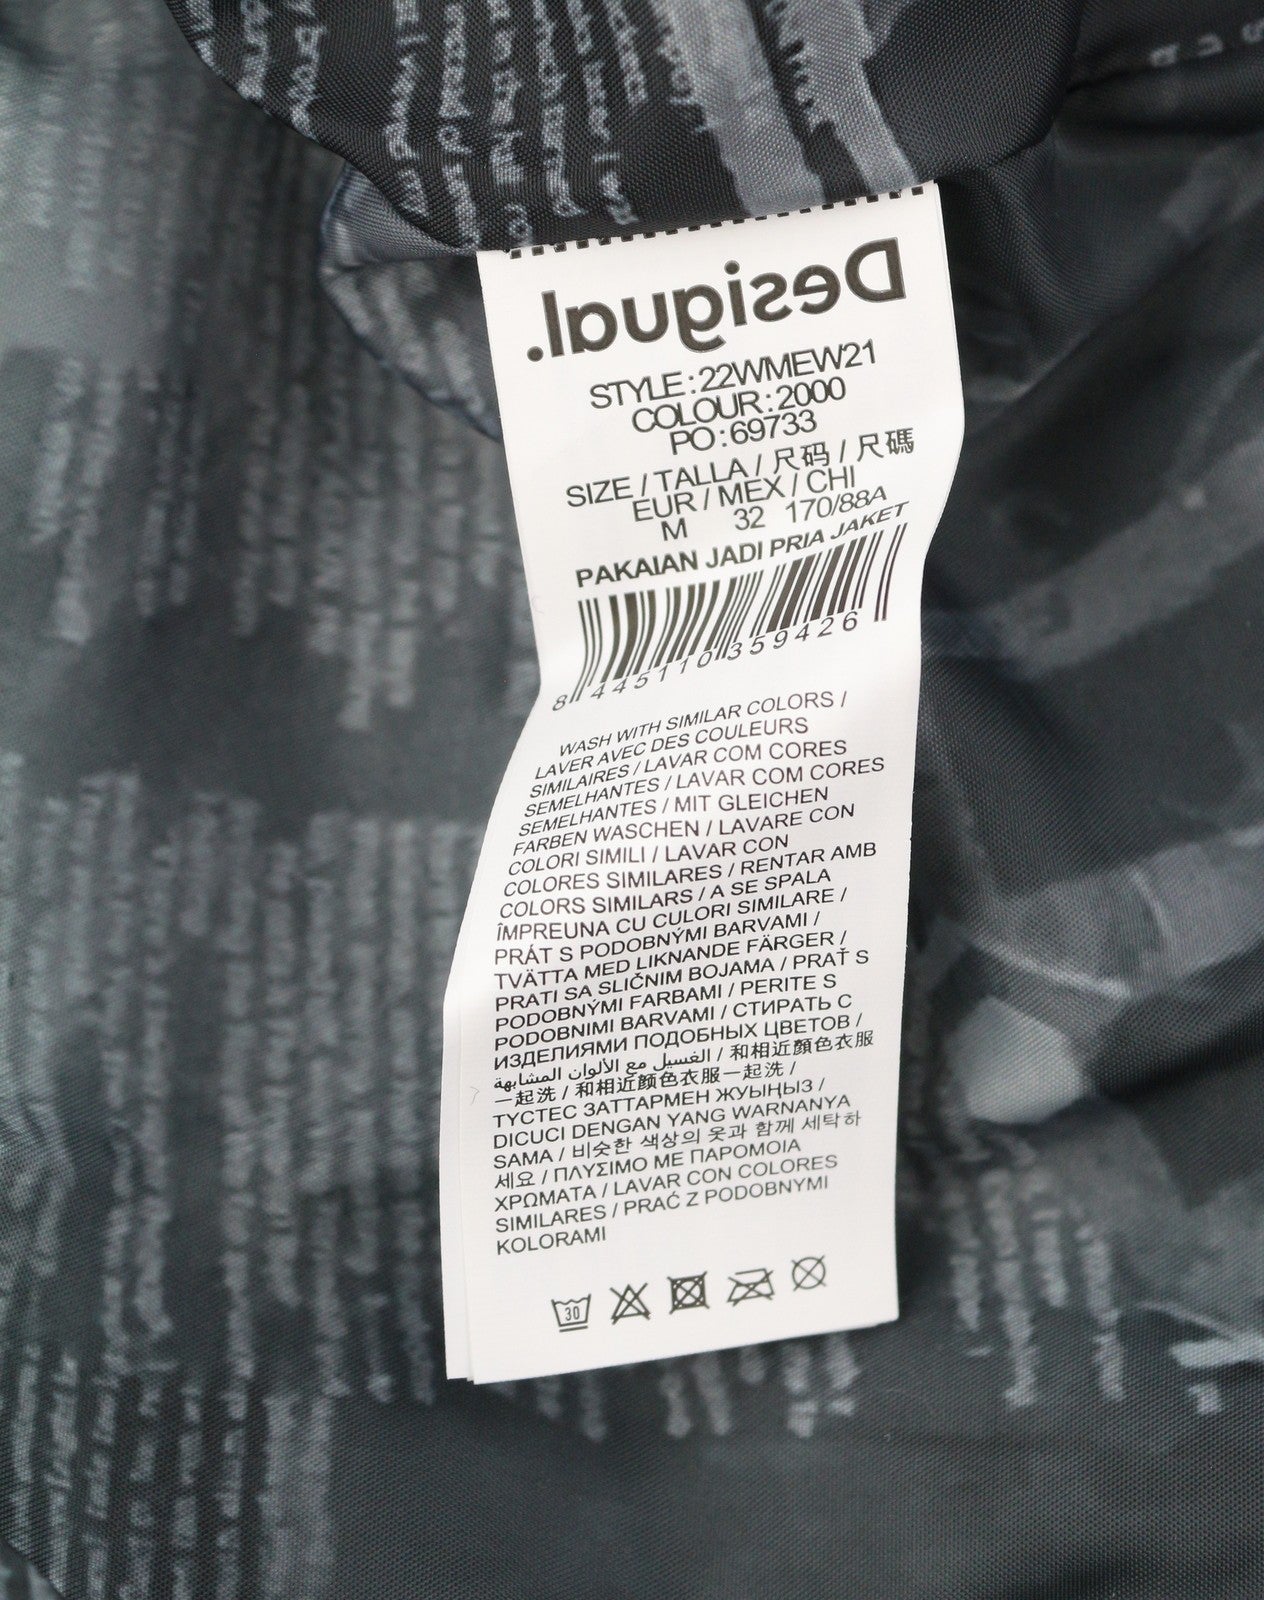 Desigual.
STYLE:22WMEW21
COLOUR:2000
PO:69733
SIZE / TALLA / 尺码 / 尺碼
EUR / MEX / CHI
M 32 170/88A
PAKAIAN JADI PRIA JAKET
8 445110 359426
WASH WITH SIMILAR COLORS /
LAVER AVEC DES COULEURS
SIMILAIRES / LAVAR COM CORES
SEMELHANTES / LAVAR COM CORES
SEMELHANTES / MIT GLEICHEN
FARBEN WASCHEN / LAVARE CON
COLORI SIMILI / LAVAR CON
COLORES SIMILARES / RENTAR AMB
COLORS SIMILARS / A SE SPALA
ÎMPREUNA CU CULORI SIMILARE /
PRÁT S PODOBNÝMI BARVAMI /
TVÄTTA MED LIKNANDE FÄRGER /
PRATI SA SLIČNIM BOJAMA / PRAŤ S
PODOBNÝMI FARBAMI / PERITE S
PODOBNIMI BARVAMI / СТИРАТЬ С
ИЗДЕЛИЯМИ ПОДОБНЫХ ЦВЕТОВ /
الغسيل مع الألوان المشابهة / 和相近顏色衣服
一起洗 / 和相近颜色衣服一起洗 /
ТҮСТЕС ЗАТТАРМЕН ЖУЫҢЫЗ /
DICUCI DENGAN YANG WARNANYA
SAMA / 비슷한 색상의 옷과 함께 세탁하
세요 / ΠΛΥΣΙΜΟ ΜΕ ΠΑΡΟΜΟΙΑ
ΧΡΩΜΑΤΑ / LAVAR CON COLORES
SIMILARES / PRAĆ Z PODOBNYMI
KOLORAMI
30